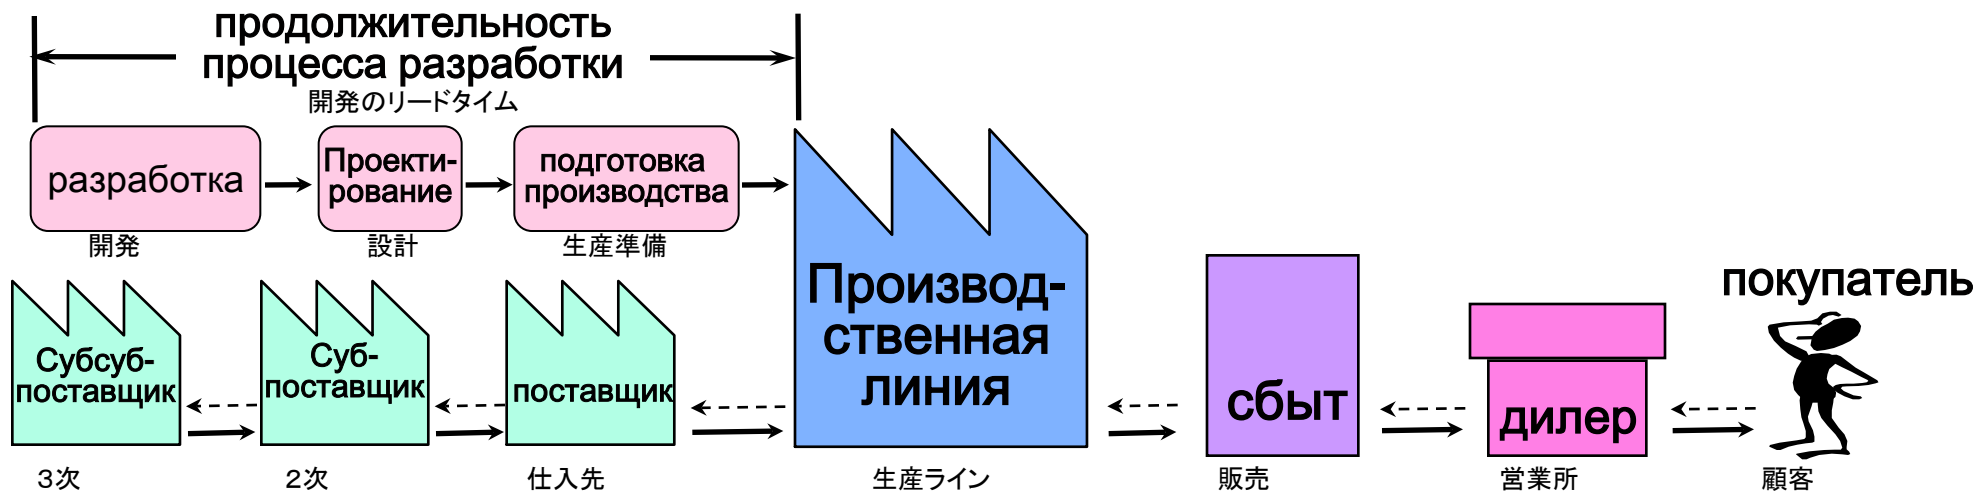 продолжительность
процесса разработки
開発のリードタイム
разработка
Проекти-
рование
подготовка
производства
開発
設計
生産準備
Субсуб-
поставщик
Суб-
поставщик
поставщик
Производ-
ственная
линия
сбыт
дилер
покупатель
３次
２次
仕入先
生産ライン
販売
営業所
顧客